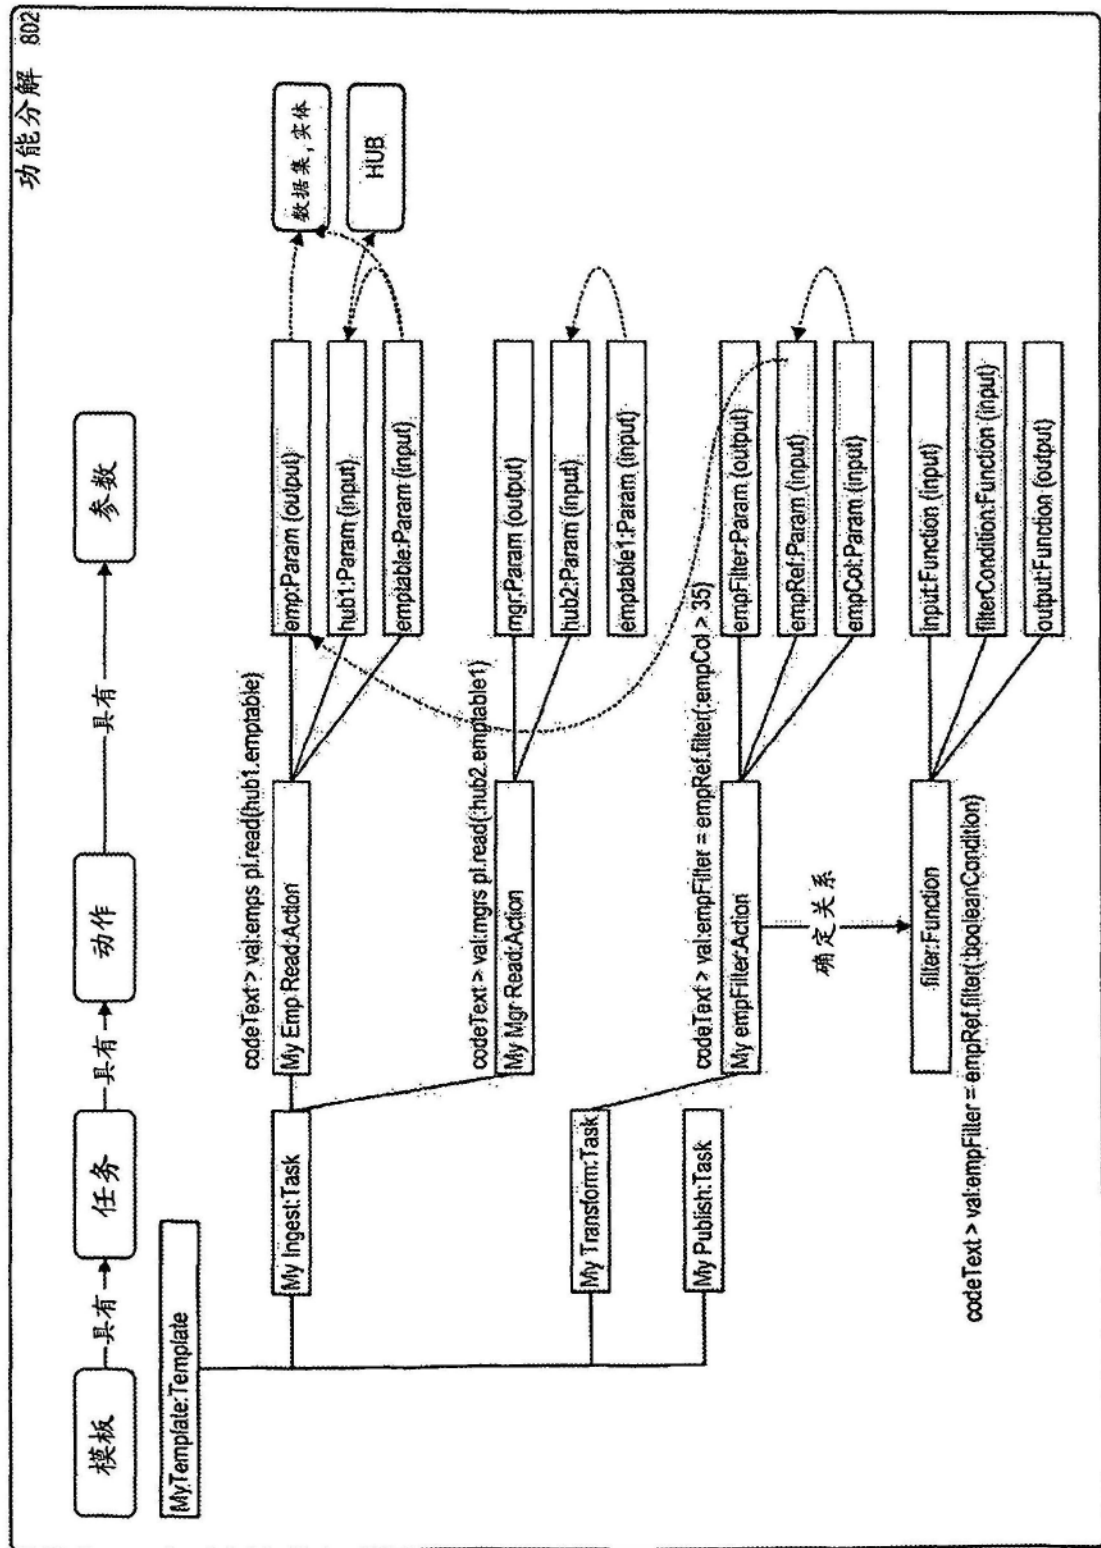 功能分解 802
模板
具有
任务
具有
动作
具有
参数
My Template:Template
My Ingest:Task
My Transform:Task
My Publish:Task
codeText > val:emps pl.read(hub1.emptable)
My Emp Read:Action
emp:Param (output)
hub1:Param (input)
emptable:Param (input)
数据集,实体
HUB
codeText > val:mgrs pl.read(:hub2.emptable1)
My Mgr Read:Action
mgr:Param (output)
hub2:Param (input)
emptable1:Param (input)
codeText > val:empFilter = empRef.filter(:empCol > 35)
My empFilter:Action
empFilter:Param (output)
empRef:Param (input)
empCol:Param (input)
确定关系
filter:Function
input:Function (input)
filterCondition:Function (input)
output:Function (output)
codeText > val:empFilter = empRef.filter(:booleanCondition)